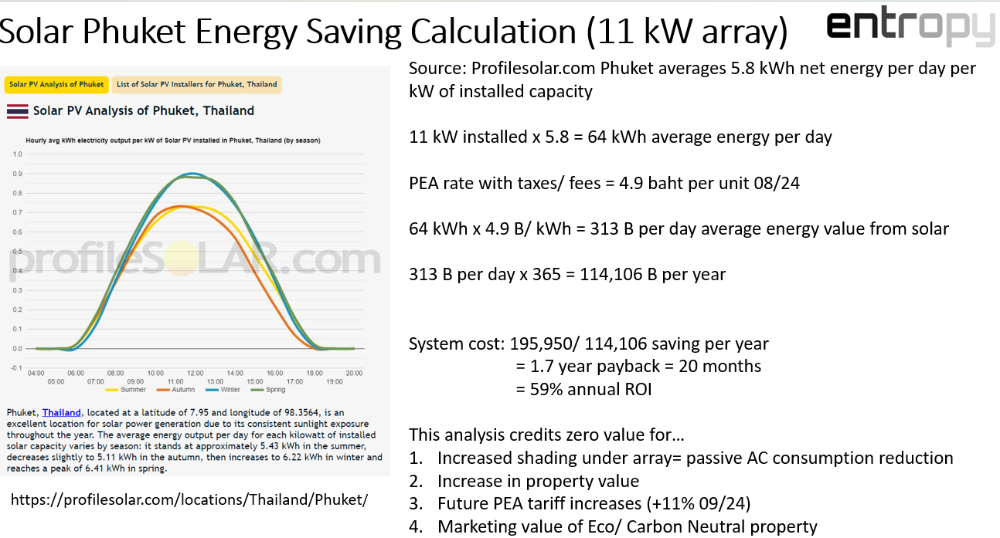 Solar Phuket Energy Saving Calculation (11 kW array)
entropy
Solar PV Analysis of Phuket
List of Solar PV Installers for Phuket, Thailand
Solar PV Analysis of Phuket, Thailand
Hourly avg kWh electricity output per kW of Solar PV installed in Phuket, Thailand (by season)
1.0
0.9
0.8
0.7
0.6
0.5
0.4
0.3
0.2
0.1
0.0
-0.1
profileSOLAR.com
04:00 06:00 08:00 10:00 12:00 14:00 16:00 18:00 20:00
05:00 07:00 09:00 11:00 13:00 15:00 17:00 19:00
Summer Autumn Winter Spring
Phuket, Thailand, located at a latitude of 7.95 and longitude of 98.3564, is an
excellent location for solar power generation due to its consistent sunlight exposure
throughout the year. The average energy output per day for each kilowatt of installed
solar capacity varies by season: it stands at approximately 5.43 kWh in the summer,
decreases slightly to 5.11 kWh in the autumn, then increases to 6.22 kWh in winter and
reaches a peak of 6.41 kWh in spring.
https://profilesolar.com/locations/Thailand/Phuket/
Source: Profilesolar.com Phuket averages 5.8 kWh net energy per day per
kW of installed capacity
11 kW installed x 5.8 = 64 kWh average energy per day
PEA rate with taxes/ fees = 4.9 baht per unit 08/24
64 kWh x 4.9 B/ kWh = 313 B per day average energy value from solar
313 B per day x 365 = 114,106 B per year
System cost: 195,950/ 114,106 saving per year
= 1.7 year payback = 20 months
= 59% annual ROI
This analysis credits zero value for...
1. Increased shading under array= passive AC consumption reduction
2. Increase in property value
3. Future PEA tariff increases (+11% 09/24)
4. Marketing value of Eco/ Carbon Neutral property